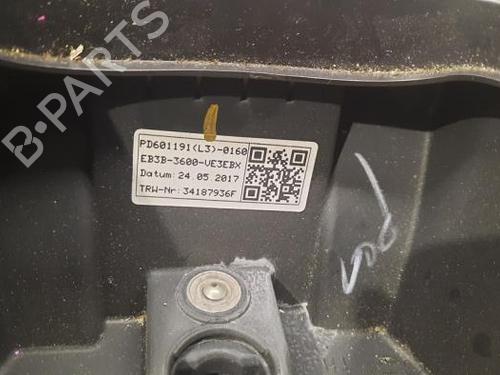 B-PARTS
PD601191(L3)-0160
EB3B-3600-VE3EBX
Datum: 24.05.2017
TRW-Nr: 34187936F